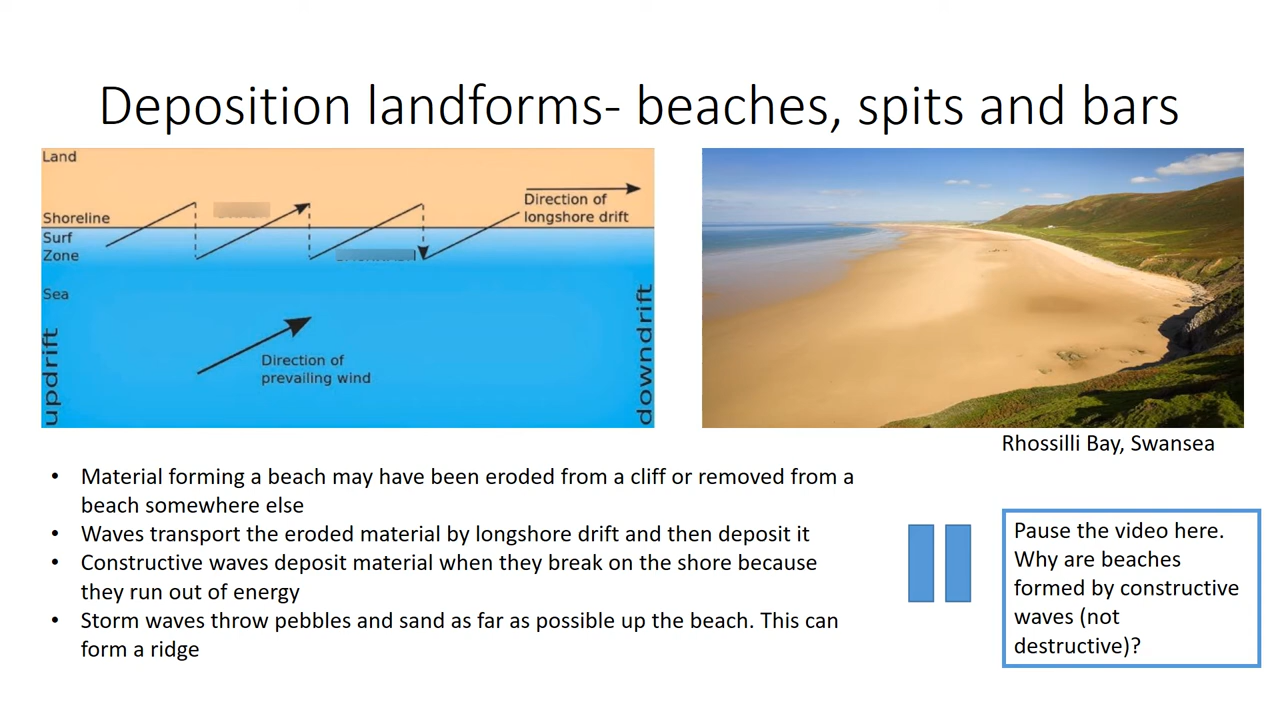 Deposition landforms- beaches, spits and bars
Land
Shoreline
Surf
Zone
Sea
updrift
Direction of
longshore drift
Direction of
prevailing wind
downdrift
Rhossilli Bay, Swansea
• Material forming a beach may have been eroded from a cliff or removed from a
beach somewhere else
• Waves transport the eroded material by longshore drift and then deposit it
• Constructive waves deposit material when they break on the shore because
they run out of energy
• Storm waves throw pebbles and sand as far as possible up the beach. This can
form a ridge
Pause the video here.
Why are beaches
formed by constructive
waves (not
destructive)?